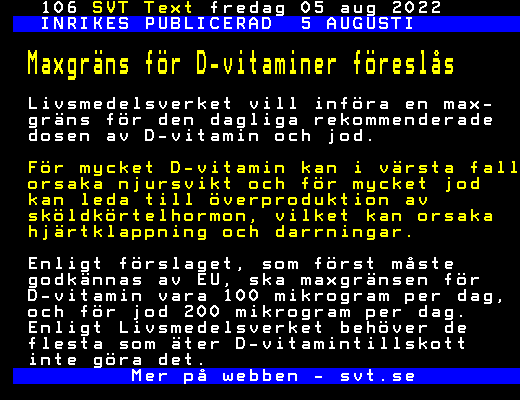 106 SVT Text fredag 05 aug 2022
INRIKES PUBLICERAD 5 AUGUSTI
Maxgräns för D-vitaminer föreslås
Livsmedelsverket vill införa en max-
gräns för den dagliga rekommenderade
dosen av D-vitamin och jod.
För mycket D-vitamin kan i värsta fall
orsaka njursvikt och för mycket jod
kan leda till överproduktion av
sköldkörtelhormon, vilket kan orsaka
hjärtklappning och darrningar.
Enligt förslaget, som först måste
godkännas av EU, ska maxgränsen för
D-vitamin vara 100 mikrogram per dag,
och för jod 200 mikrogram per dag.
Enligt Livsmedelsverket behöver de
flesta som äter D-vitamintillskott
inte göra det.
Mer på webben - svt.se